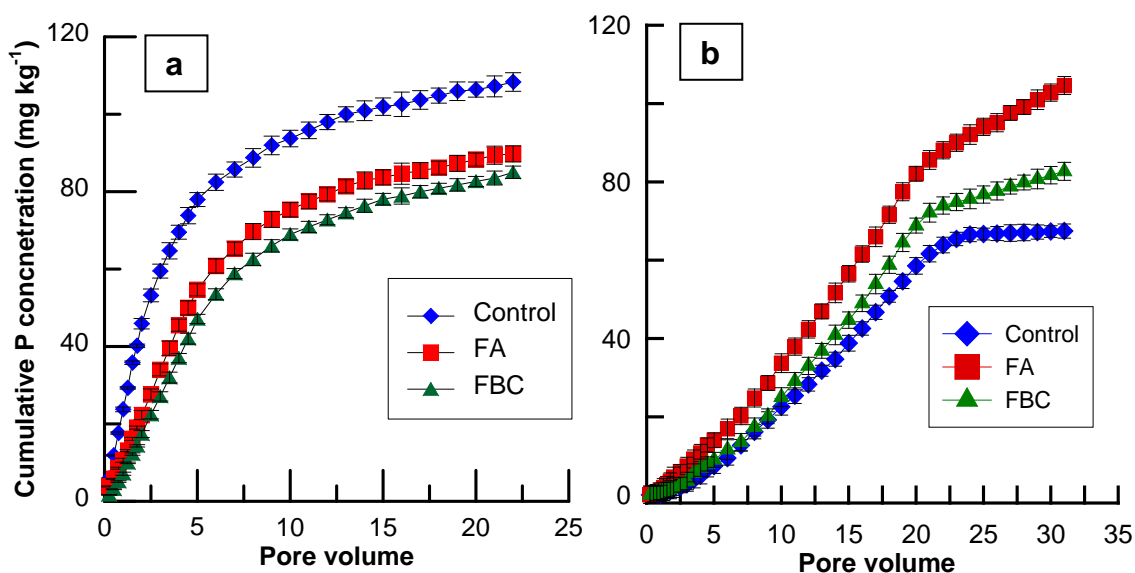 Cumulative P concnetration (mg kg-1)
120
80
40
0
a
Control
FA
FBC
0 5 10 15 20 25
Pore volume
120
80
40
0
b
Control
FA
FBC
0 5 10 15 20 25 30 35
Pore volume